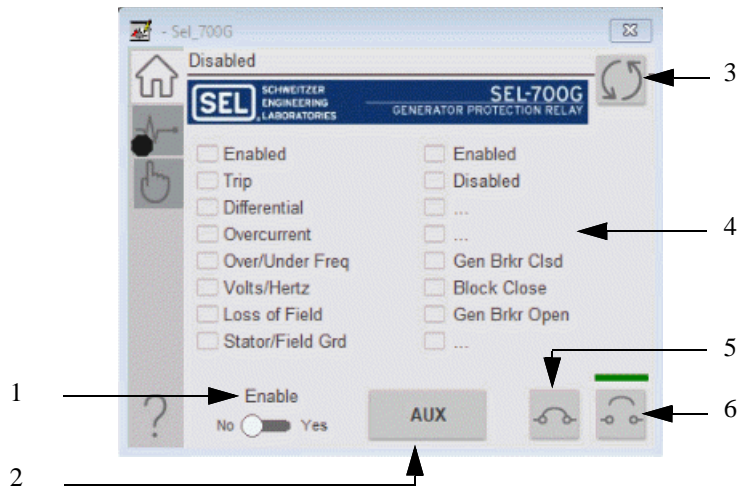 - Sel_700G
Disabled
SEL SCHWEITZER ENGINEERING LABORATORIES
SEL-700G
GENERATOR PROTECTION RELAY
3
Enabled Enabled
Trip Disabled
Differential ...
Overcurrent ...
4
Over/Under Freq Gen Brkr Clsd
Volts/Hertz Block Close
Loss of Field Gen Brkr Open
Stator/Field Grd ...
5
1
Enable
No Yes
?
AUX
6
2